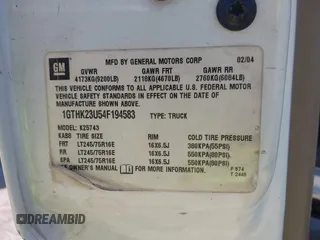 GM
MFD BY GENERAL MOTORS CORP 02/04
GVWR GAWR FRT GAWR RR
4173KG(9200LB) 2118KG(4670LB) 2760KG(6084LB)
THIS VEHICLE CONFORMS TO ALL APPLICABLE U.S. FEDERAL MOTOR
VEHICLE SAFETY STANDARDS IN EFFECT ON THE DATE OF
MANUFACTURE SHOWN ABOVE.
1GTHK23U54F194583 TYPE: TRUCK
MODEL: K25743
TIRE SIZE RIM COLD TIRE PRESSURE
FRT LT245/75R16E 16X6.5J 380KPA(55PSI)
RR LT245/75R16E 16X6.5J 550KPA(80PSI)
LT245/75R16E 16X6.5J 550KPA(80PSI)
OWNER'S MANUAL FOR ADDITIONAL INFORMATION
DREAMBID